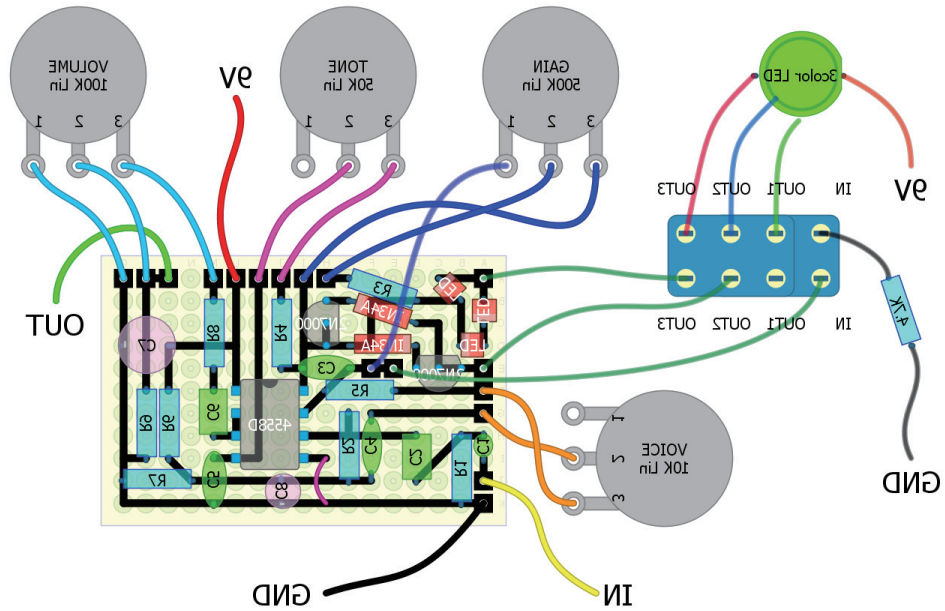 VOLUME
100K Lin
1 2 3
9V
TONE
50K Lin
1 2 3
GAIN
500K Lin
1 2 3
3color LED
9V
OUT3 OUT2 OUT1 IN
OUT3 OUT2 OUT1 IN
4.7K
GND
OUT
C7
R8
R4
2N7000
R3
1N34A
1N34A
LED
LED
LED
2N7000
C3
R5
R9
R6
C6
4558D
R2
C4
C2
R1
C1
R7
C5
C8
VOICE
10K Lin
1
2
3
GND
IN